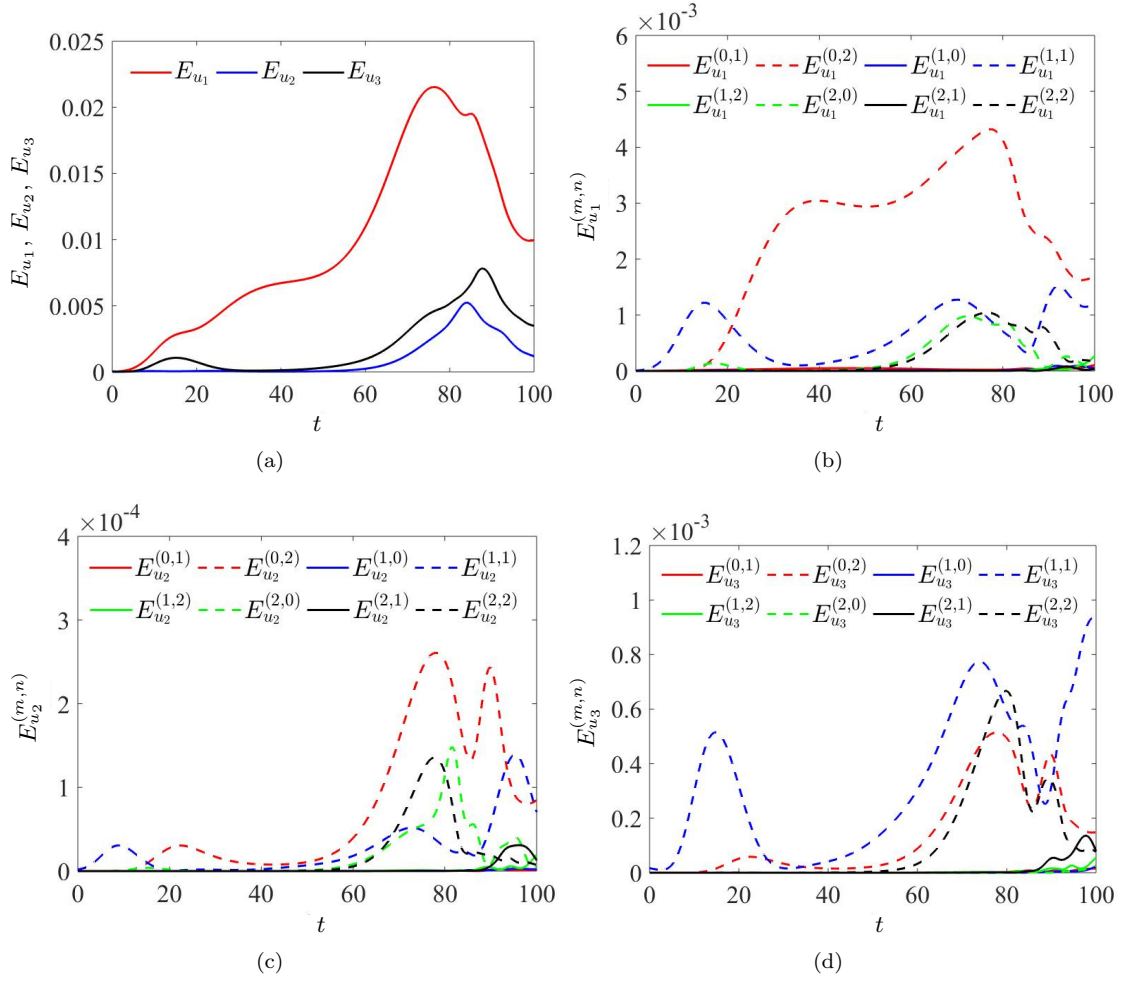 0.025
0.02
0.015
0.01
0.005
0
0 20 40 60 80 100
E_{u_1} E_{u_2} E_{u_3}
E_{u_1}, E_{u_2}, E_{u_3}
t
(a)
×10^{-3}
6
5
4
3
2
1
0
0 20 40 60 80 100
E_{u_1}^{(0,1)} E_{u_1}^{(0,2)} E_{u_1}^{(1,0)} E_{u_1}^{(1,1)}
E_{u_1}^{(1,2)} E_{u_1}^{(2,0)} E_{u_1}^{(2,1)} E_{u_1}^{(2,2)}
E_{u_1}^{(m,n)}
t
(b)
×10^{-4}
4
3
2
1
0
0 20 40 60 80 100
E_{u_2}^{(0,1)} E_{u_2}^{(0,2)} E_{u_2}^{(1,0)} E_{u_2}^{(1,1)}
E_{u_2}^{(1,2)} E_{u_2}^{(2,0)} E_{u_2}^{(2,1)} E_{u_2}^{(2,2)}
E_{u_2}^{(m,n)}
t
(c)
×10^{-3}
1.2
1
0.8
0.6
0.4
0.2
0
0 20 40 60 80 100
E_{u_3}^{(0,1)} E_{u_3}^{(0,2)} E_{u_3}^{(1,0)} E_{u_3}^{(1,1)}
E_{u_3}^{(1,2)} E_{u_3}^{(2,0)} E_{u_3}^{(2,1)} E_{u_3}^{(2,2)}
E_{u_3}^{(m,n)}
t
(d)